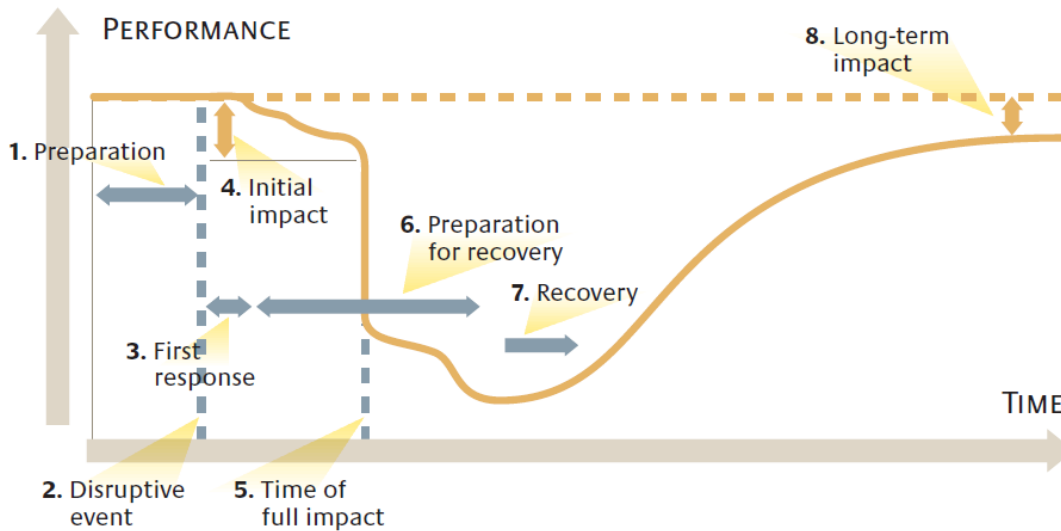 PERFORMANCE
8. Long-term
impact
1. Preparation
4. Initial
impact
6. Preparation
for recovery
7. Recovery
3. First
response
TIME
2. Disruptive
event
5. Time of
full impact